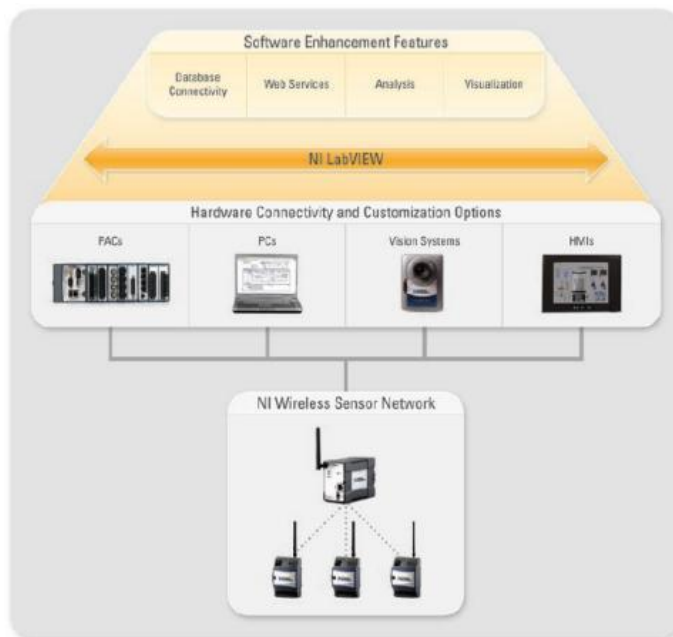 Software Enhancement Features
Database
Connectivity
Web Services
Analysis
Visualization
NI LabVIEW
Hardware Connectivity and Customization Options
PACs
PCs
Vision Systems
HMIs
NI Wireless Sensor Network